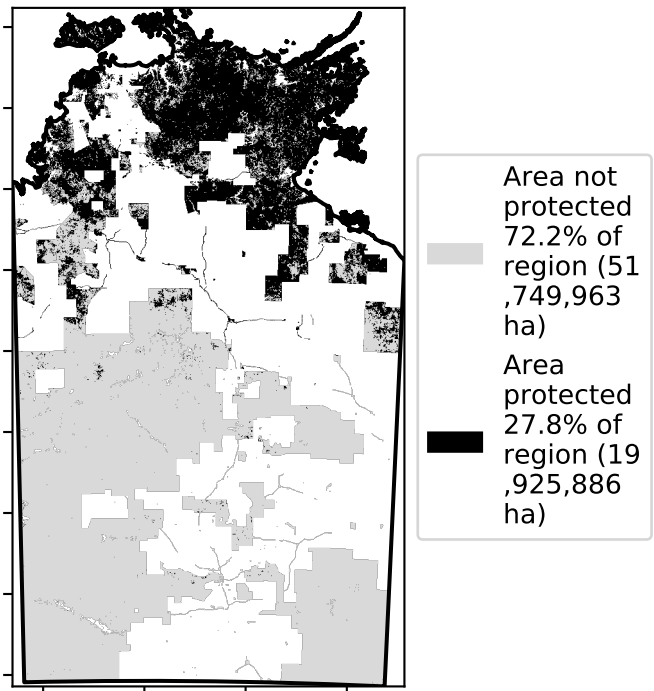 Area not
protected
72.2% of
region (51
,749,963
ha)
Area
protected
27.8% of
region (19
,925,886
ha)